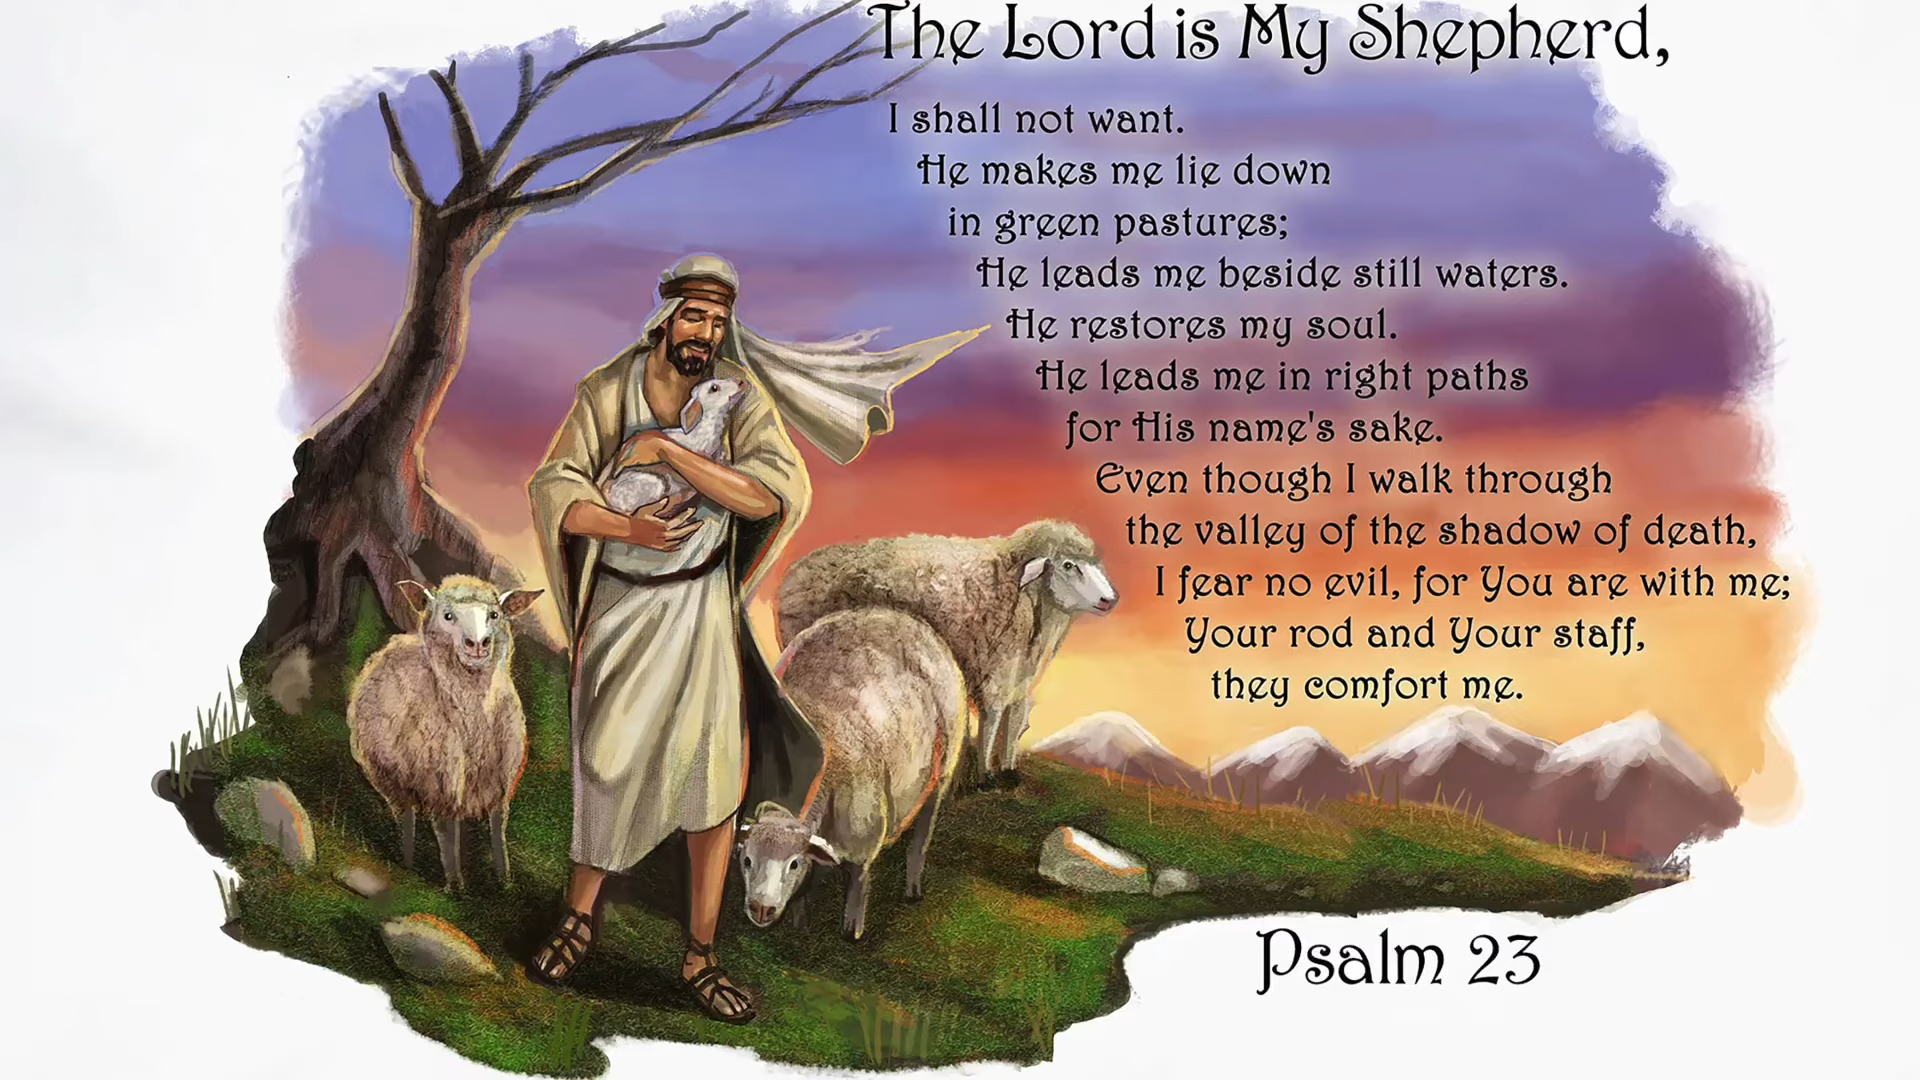 The Lord is My Shepherd,
I shall not want.
He makes me lie down
in green pastures;
He leads me beside still waters.
He restores my soul.
He leads me in right paths
for His name's sake.
Even though I walk through
the valley of the shadow of death,
I fear no evil, for You are with me;
Your rod and Your staff,
they comfort me.
Psalm 23